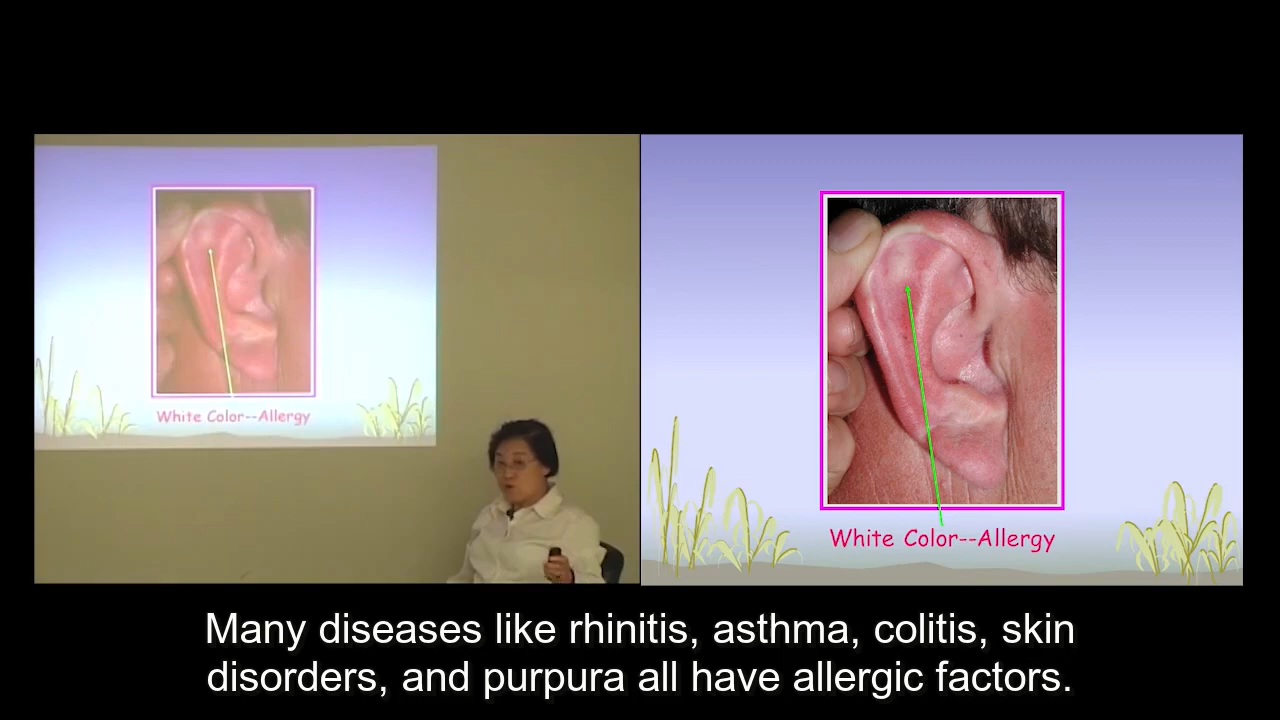 White Color--Allergy
White Color--Allergy
Many diseases like rhinitis, asthma, colitis, skin
disorders, and purpura all have allergic factors.